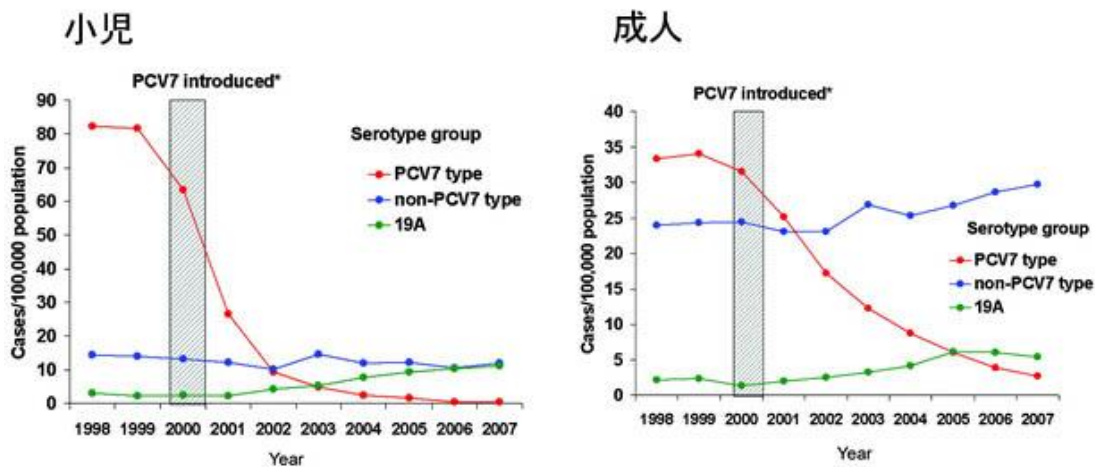 小児
PCV7 introduced*
Cases/100,000 population
90
80
70
60
50
40
30
20
10
0
Serotype group
PCV7 type
non-PCV7 type
19A
1998 1999 2000 2001 2002 2003 2004 2005 2006 2007
Year
成人
PCV7 introduced*
Cases/100,000 population
40
35
30
25
20
15
10
5
0
Serotype group
PCV7 type
non-PCV7 type
19A
1998 1999 2000 2001 2002 2003 2004 2005 2006 2007
Year